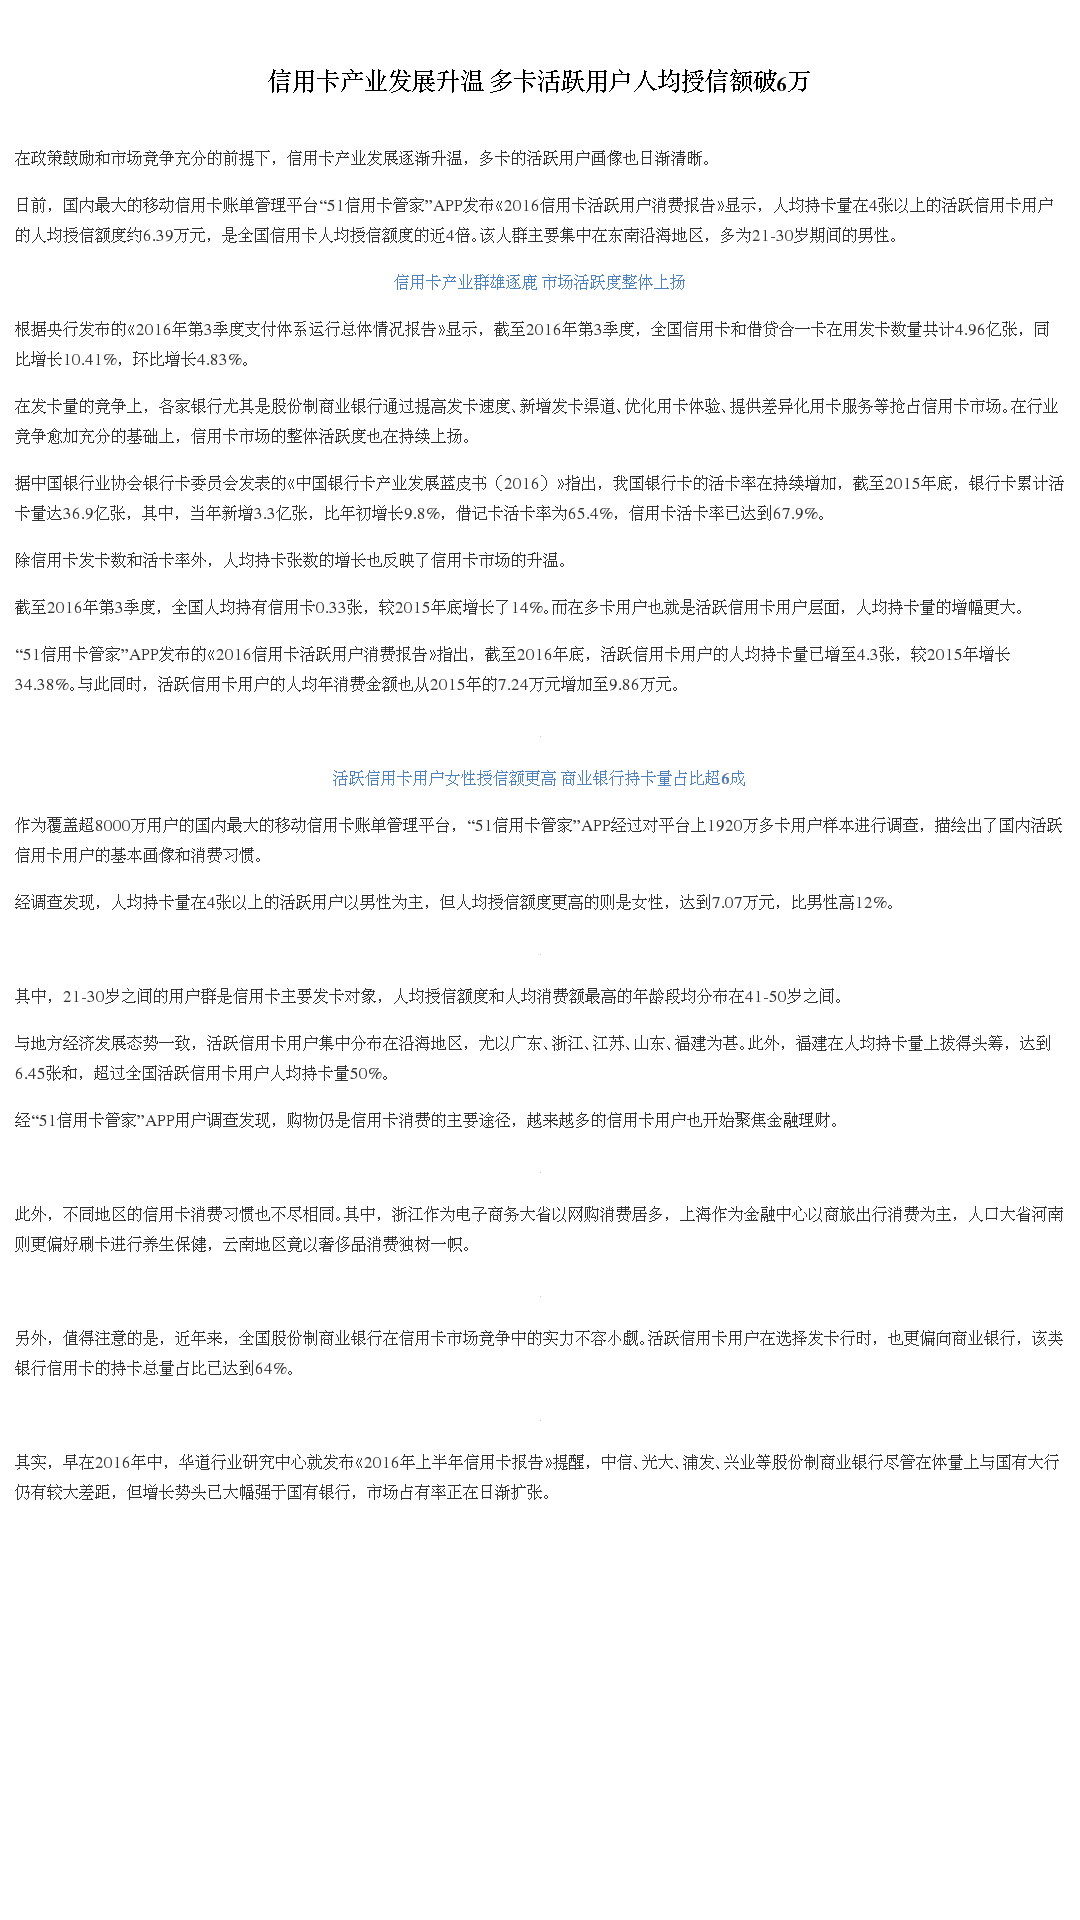 信用卡产业发展升温 多卡活跃用户人均授信额破6万
在政策鼓励和市场竞争充分的前提下，信用卡产业发展逐渐升温，多卡的活跃用户画像也日渐清晰。
日前，国内最大的移动信用卡账单管理平台“51信用卡管家”APP发布《2016信用卡活跃用户消费报告》显示，人均持卡量在4张以上的活跃信用卡用户
的人均授信额度约6.39万元，是全国信用卡人均授信额度的近4倍。该人群主要集中在东南沿海地区，多为21-30岁期间的男性。
信用卡产业群雄逐鹿 市场活跃度整体上扬
根据央行发布的《2016年第3季度支付体系运行总体情况报告》显示，截至2016年第3季度，全国信用卡和借贷合一卡在用发卡数量共计4.96亿张，同
比增长10.41%，环比增长4.83%。
在发卡量的竞争上，各家银行尤其是股份制商业银行通过提高发卡速度、新增发卡渠道、优化用卡体验、提供差异化用卡服务等抢占信用卡市场。在行业
竞争愈加充分的基础上，信用卡市场的整体活跃度也在持续上扬。
据中国银行业协会银行卡委员会发表的《中国银行卡产业发展蓝皮书（2016）》指出，我国银行卡的活卡率在持续增加，截至2015年底，银行卡累计活
卡量达36.9亿张，其中，当年新增3.3亿张，比年初增长9.8%，借记卡活卡率为65.4%，信用卡活卡率已达到67.9%。
除信用卡发卡数和活卡率外，人均持卡张数的增长也反映了信用卡市场的升温。
截至2016年第3季度，全国人均持有信用卡0.33张，较2015年底增长了14%。而在多卡用户也就是活跃信用卡用户层面，人均持卡量的增幅更大。
“51信用卡管家”APP发布的《2016信用卡活跃用户消费报告》指出，截至2016年底，活跃信用卡用户的人均持卡量已增至4.3张，较2015年增长
34.38%。与此同时，活跃信用卡用户的人均年消费金额也从2015年的7.24万元增加至9.86万元。
活跃信用卡用户女性授信额更高 商业银行持卡量占比超6成
作为覆盖超8000万用户的国内最大的移动信用卡账单管理平台，“51信用卡管家”APP经过对平台上1920万多卡用户样本进行调查，描绘出了国内活跃
信用卡用户的基本画像和消费习惯。
经调查发现，人均持卡量在4张以上的活跃用户以男性为主，但人均授信额度更高的则是女性，达到7.07万元，比男性高12%。
其中，21-30岁之间的用户群是信用卡主要发卡对象，人均授信额度和人均消费额最高的年龄段均分布在41-50岁之间。
与地方经济发展态势一致，活跃信用卡用户集中分布在沿海地区，尤以广东、浙江、江苏、山东、福建为甚。此外，福建在人均持卡量上拔得头筹，达到
6.45张和，超过全国活跃信用卡用户人均持卡量50%。
经“51信用卡管家”APP用户调查发现，购物仍是信用卡消费的主要途径，越来越多的信用卡用户也开始聚焦金融理财。
此外，不同地区的信用卡消费习惯也不尽相同。其中，浙江作为电子商务大省以网购消费居多，上海作为金融中心以商旅出行消费为主，人口大省河南
则更偏好刷卡进行养生保健，云南地区竟以奢侈品消费独树一帜。
另外，值得注意的是，近年来，全国股份制商业银行在信用卡市场竞争中的实力不容小觑。活跃信用卡用户在选择发卡行时，也更偏向商业银行，该类
银行信用卡的持卡总量占比已达到64%。
其实，早在2016年中，华道行业研究中心就发布《2016年上半年信用卡报告》提醒，中信、光大、浦发、兴业等股份制商业银行尽管在体量上与国有大行
仍有较大差距，但增长势头已大幅强于国有银行，市场占有率正在日渐扩张。